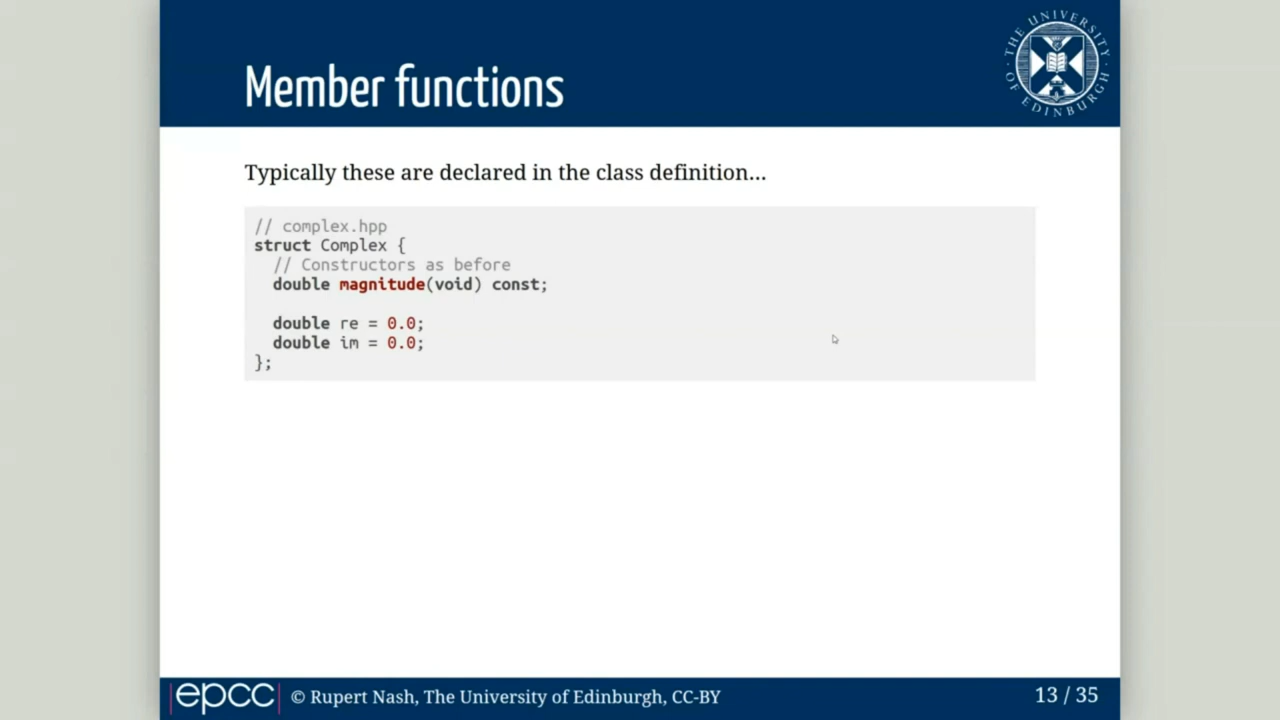 THE UNIVERSITY OF EDINBURGH
Member functions
Typically these are declared in the class definition…
// complex.hpp
struct Complex {
  // Constructors as before
  double magnitude(void) const;
  double re = 0.0;
  double im = 0.0;
};
|epcc| © Rupert Nash, The University of Edinburgh, CC-BY
13 / 35